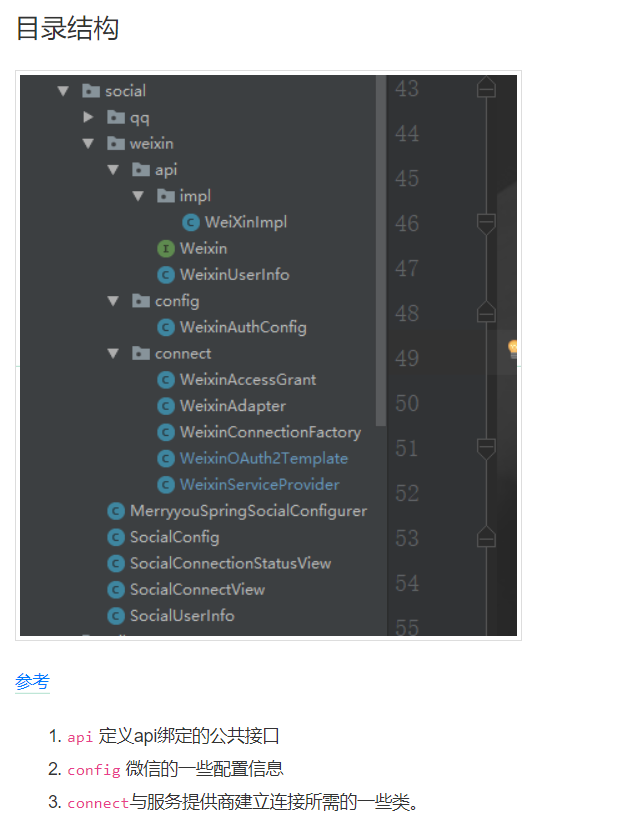 目录结构
social
43
qq
44
weixin
api
45
impl
WeiXinImpl
46
Weixin
47
WeixinUserInfo
config
48
WeixinAuthConfig
connect
49
WeixinAccessGrant
50
WeixinAdapter
WeixinConnectionFactory
51
WeixinOAuth2Template
WeixinServiceProvider
52
MerryyouSpringSocialConfigurer
SocialConfig
53
SocialConnectionStatusView
54
SocialConnectView
SocialUserInfo
55
参考
1. api 定义api绑定的公共接口
2. config 微信的一些配置信息
3. connect与服务提供商建立连接所需的一些类。